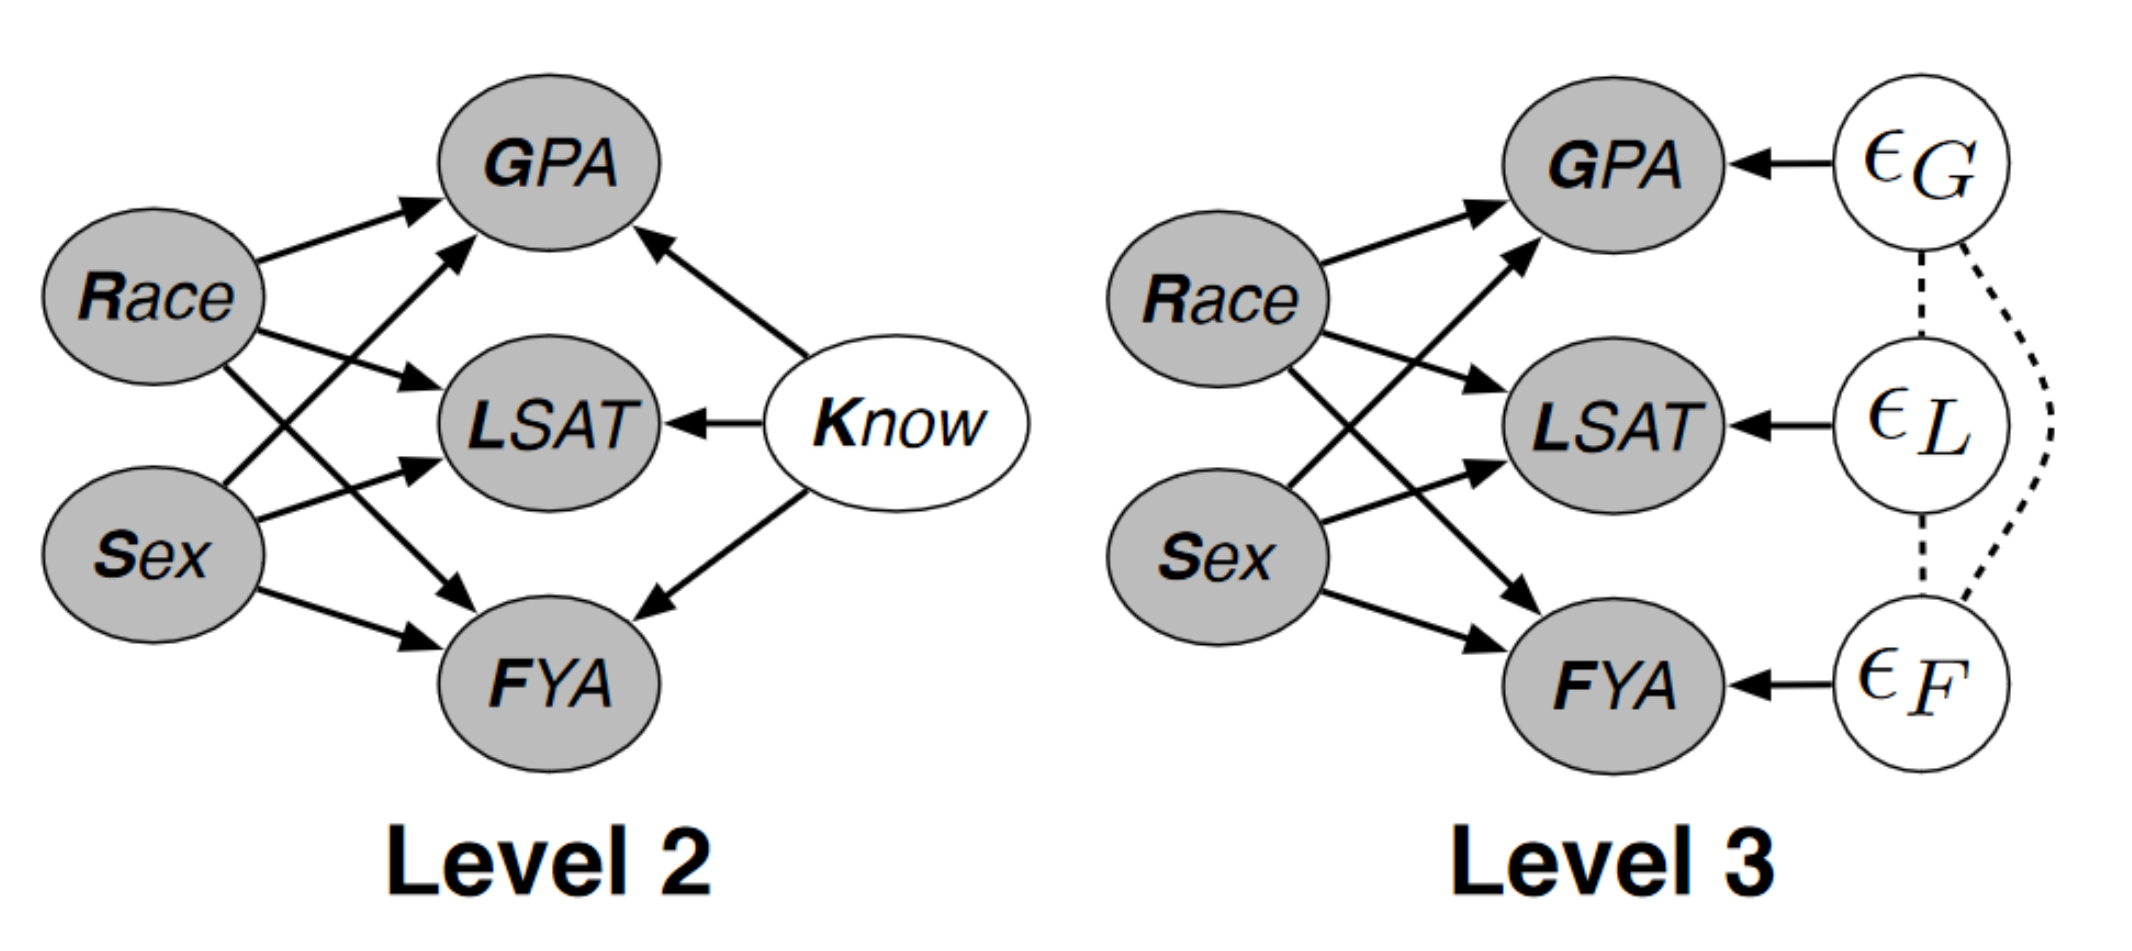 GPA
Race
LSAT
Know
Sex
FYA
Level 2
GPA
ϵG
Race
LSAT
ϵL
Sex
FYA
ϵF
Level 3